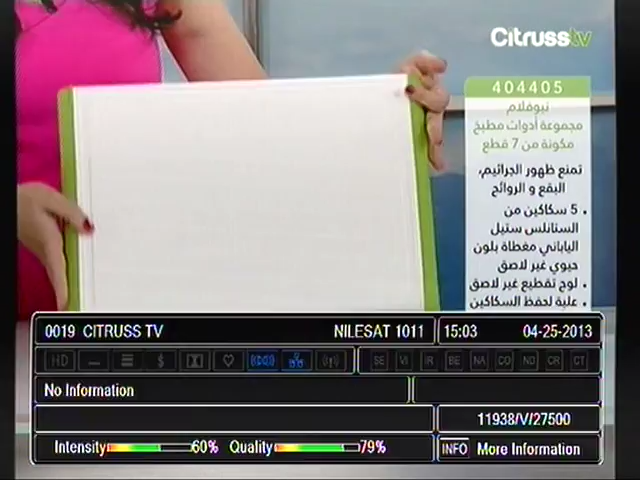 Citrusstv
404405
نيوفلام
مجموعة أدوات مطبخ
مكونة من 7 قطع
تمنع ظهور الجراثيم،
البقع و الروائح
• 5 سكاكين من
الستانلس ستيل
الياباني مغطاة بلون
حيوي غير لاصق
• لوح تقطيع غير لاصق
• علبة لحفظ السكاكين
0019 CITRUSS TV NILESAT 1011 15:03 04-25-2013
HD $ SE VI IR BE NA CO ND CR CT
No Information
11938/V/27500
Intensity 60% Quality 79% INFO More Information